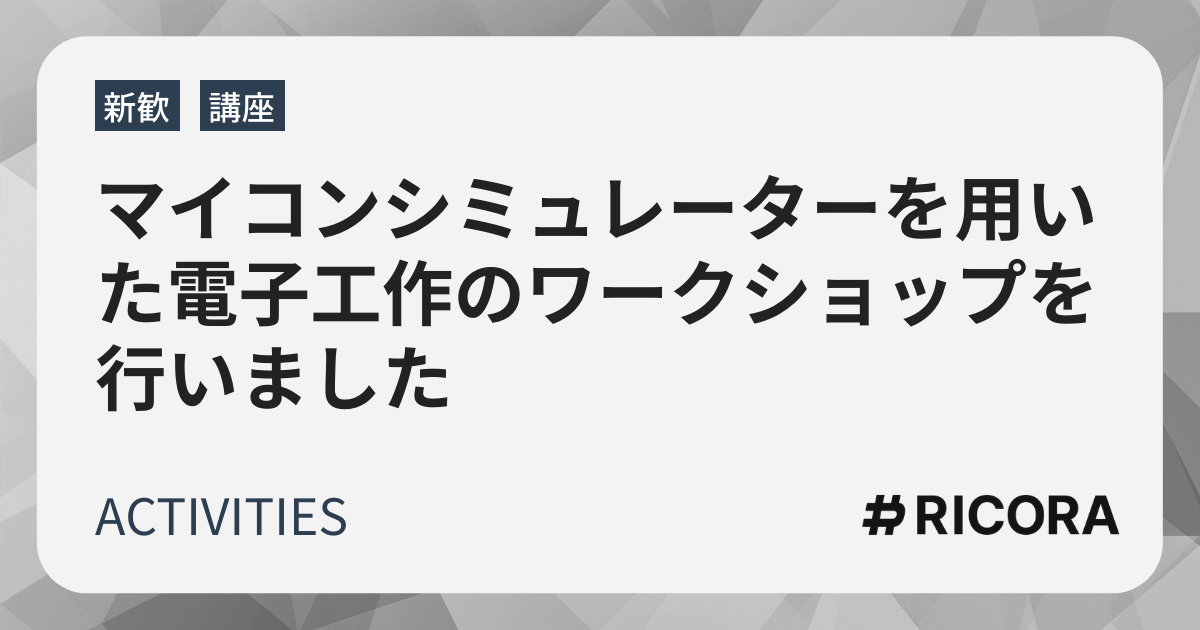 新歓 講座
マイコンシミュレーターを用い
た電子工作のワークショップを
行いました
ACTIVITIES
#RICORA